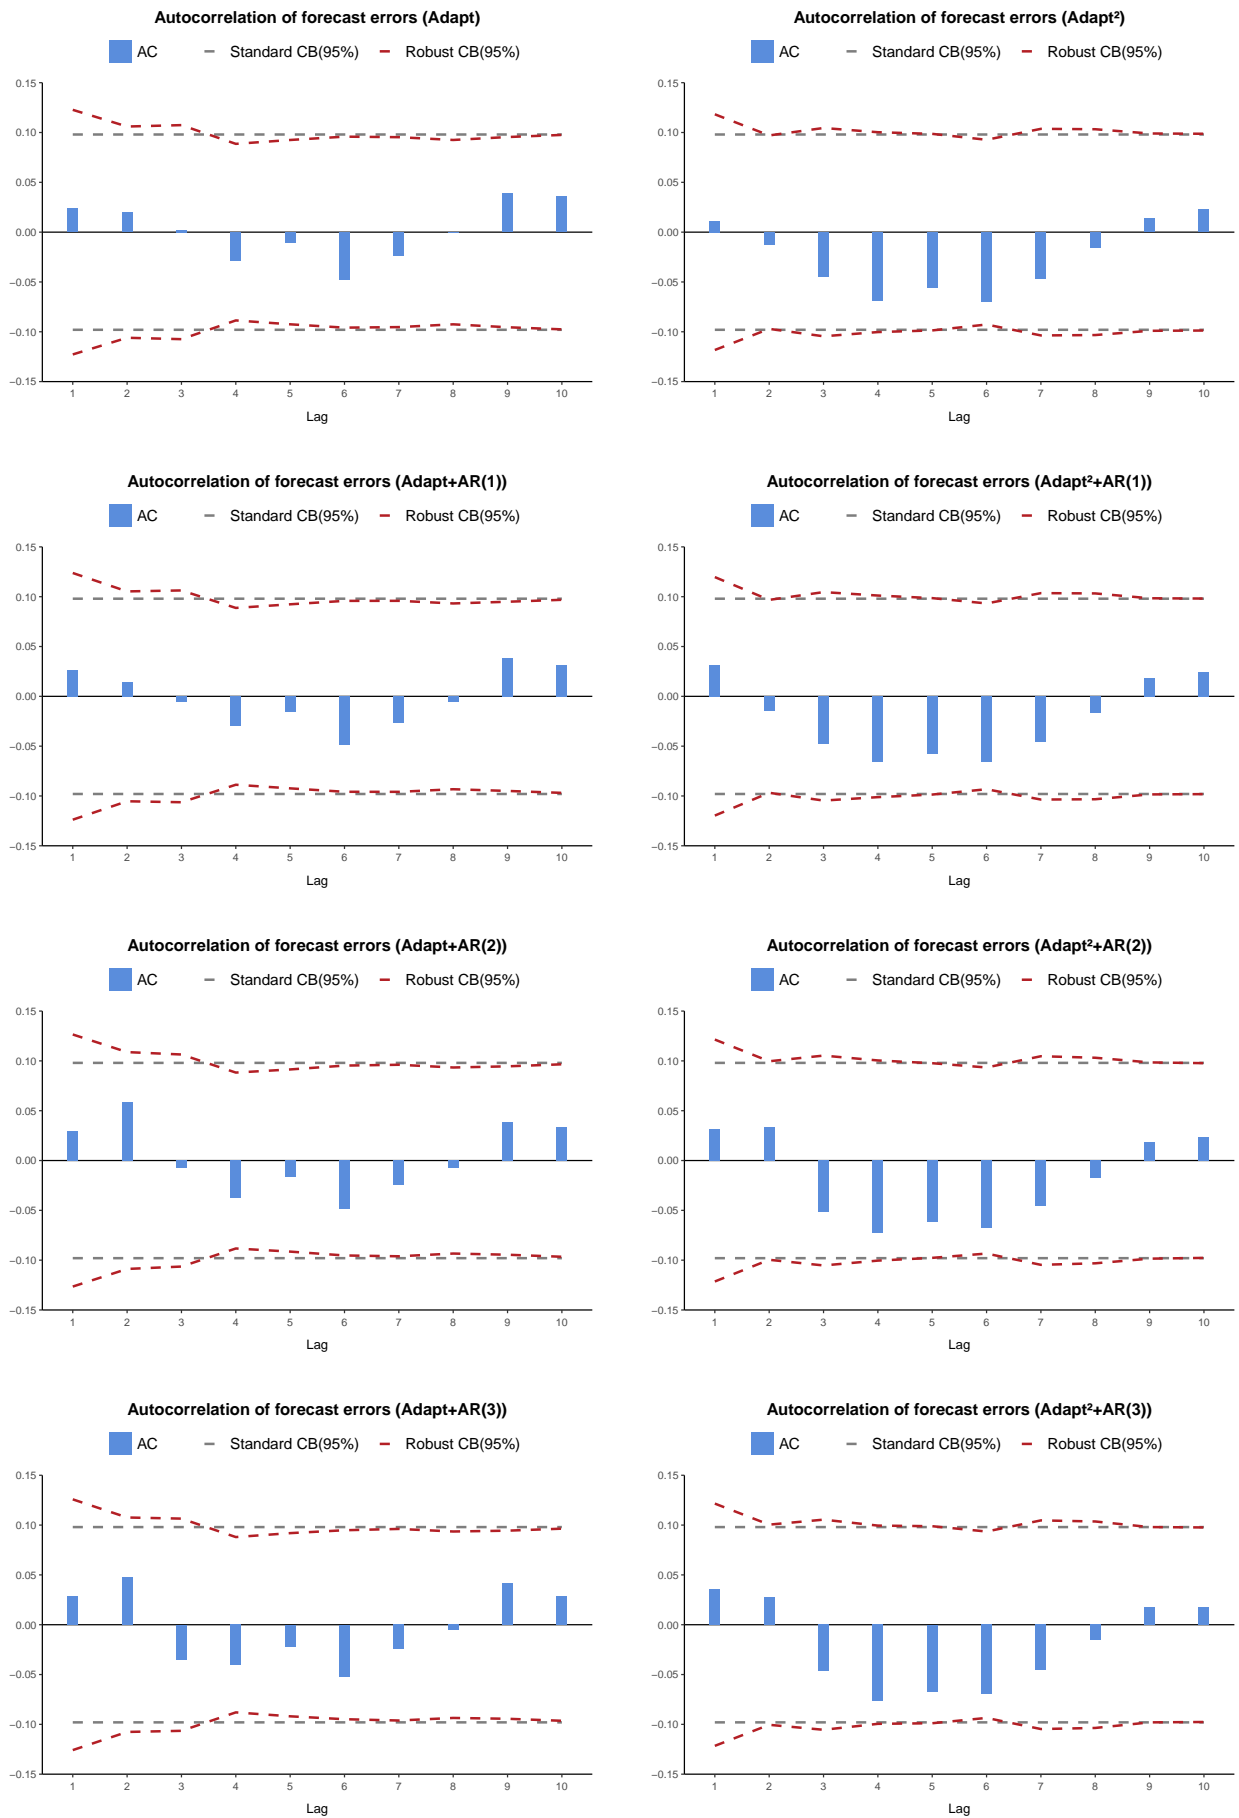 Autocorrelation of forecast errors (Adapt)
AC Standard CB(95%) Robust CB(95%)
0.15
0.10
0.05
0.00
−0.05
−0.10
−0.15
1 2 3 4 5 6 7 8 9 10
Lag
Autocorrelation of forecast errors (Adapt²)
AC Standard CB(95%) Robust CB(95%)
0.15
0.10
0.05
0.00
−0.05
−0.10
−0.15
1 2 3 4 5 6 7 8 9 10
Lag
Autocorrelation of forecast errors (Adapt+AR(1))
AC Standard CB(95%) Robust CB(95%)
0.15
0.10
0.05
0.00
−0.05
−0.10
−0.15
1 2 3 4 5 6 7 8 9 10
Lag
Autocorrelation of forecast errors (Adapt²+AR(1))
AC Standard CB(95%) Robust CB(95%)
0.15
0.10
0.05
0.00
−0.05
−0.10
−0.15
1 2 3 4 5 6 7 8 9 10
Lag
Autocorrelation of forecast errors (Adapt+AR(2))
AC Standard CB(95%) Robust CB(95%)
0.15
0.10
0.05
0.00
−0.05
−0.10
−0.15
1 2 3 4 5 6 7 8 9 10
Lag
Autocorrelation of forecast errors (Adapt²+AR(2))
AC Standard CB(95%) Robust CB(95%)
0.15
0.10
0.05
0.00
−0.05
−0.10
−0.15
1 2 3 4 5 6 7 8 9 10
Lag
Autocorrelation of forecast errors (Adapt+AR(3))
AC Standard CB(95%) Robust CB(95%)
0.15
0.10
0.05
0.00
−0.05
−0.10
−0.15
1 2 3 4 5 6 7 8 9 10
Lag
Autocorrelation of forecast errors (Adapt²+AR(3))
AC Standard CB(95%) Robust CB(95%)
0.15
0.10
0.05
0.00
−0.05
−0.10
−0.15
1 2 3 4 5 6 7 8 9 10
Lag